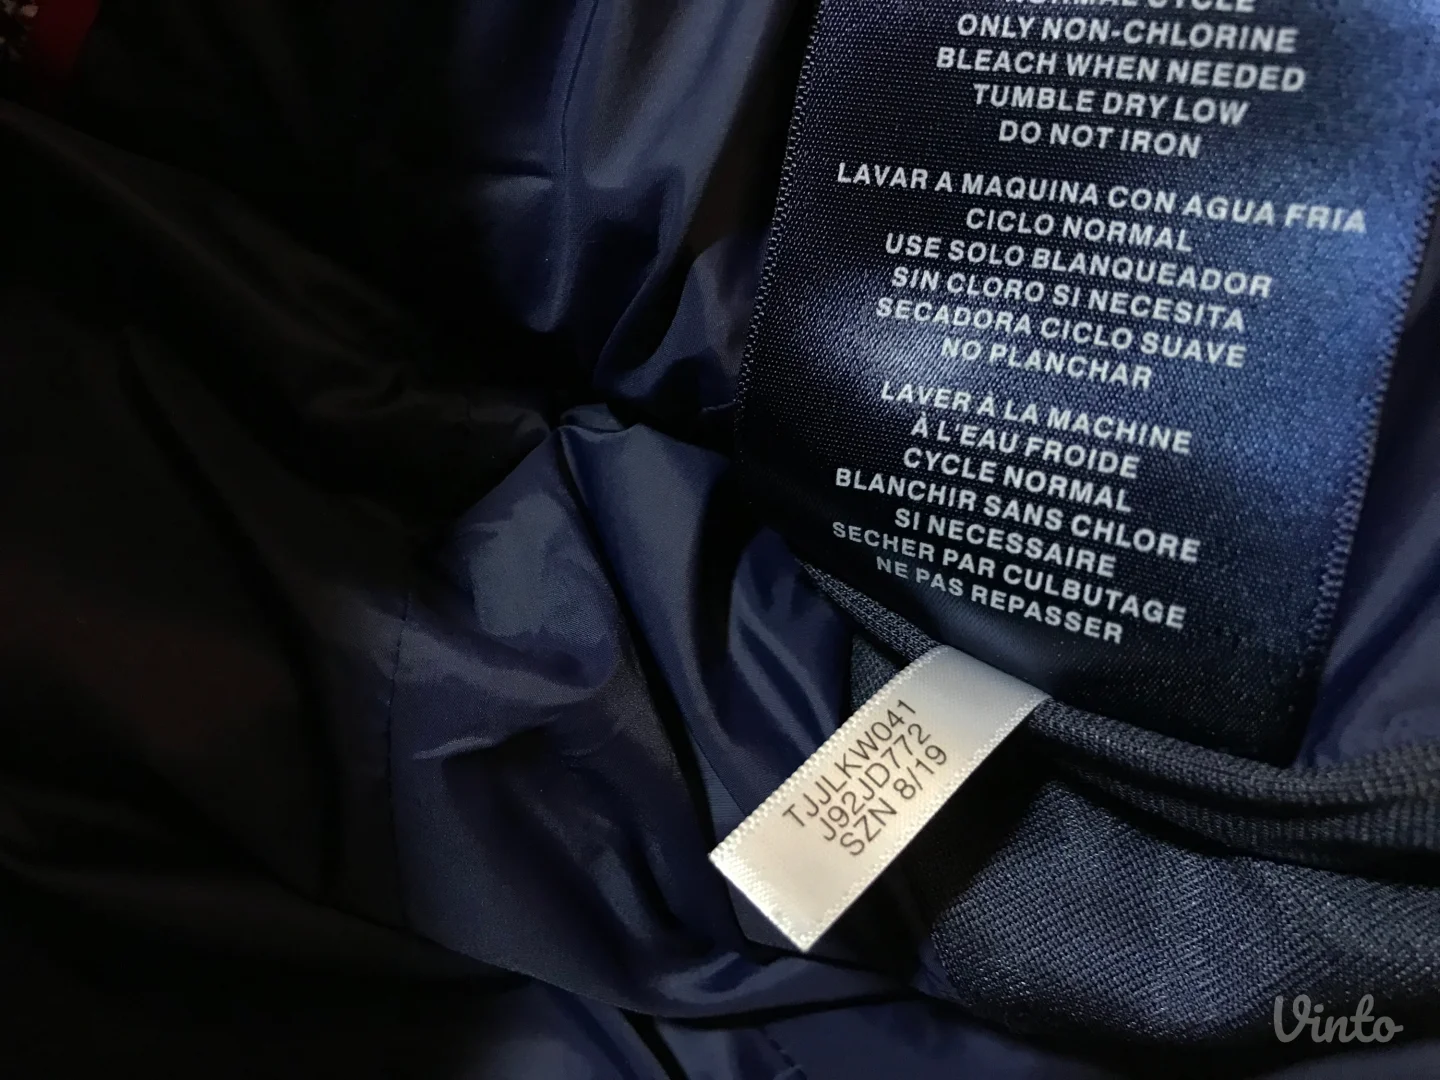 NORMAL CYCLE
ONLY NON-CHLORINE
BLEACH WHEN NEEDED
TUMBLE DRY LOW
DO NOT IRON
LAVAR A MAQUINA CON AGUA FRIA
CICLO NORMAL
USE SOLO BLANQUEADOR
SIN CLORO SI NECESITA
SECADORA CICLO SUAVE
NO PLANCHAR
LAVER À LA MACHINE
À L'EAU FROIDE
CYCLE NORMAL
BLANCHIR SANS CHLORE
SI NECESSAIRE
SECHER PAR CULBUTAGE
NE PAS REPASSER
TJJLKW041
J92JD772
SZN 8/19
Vinto